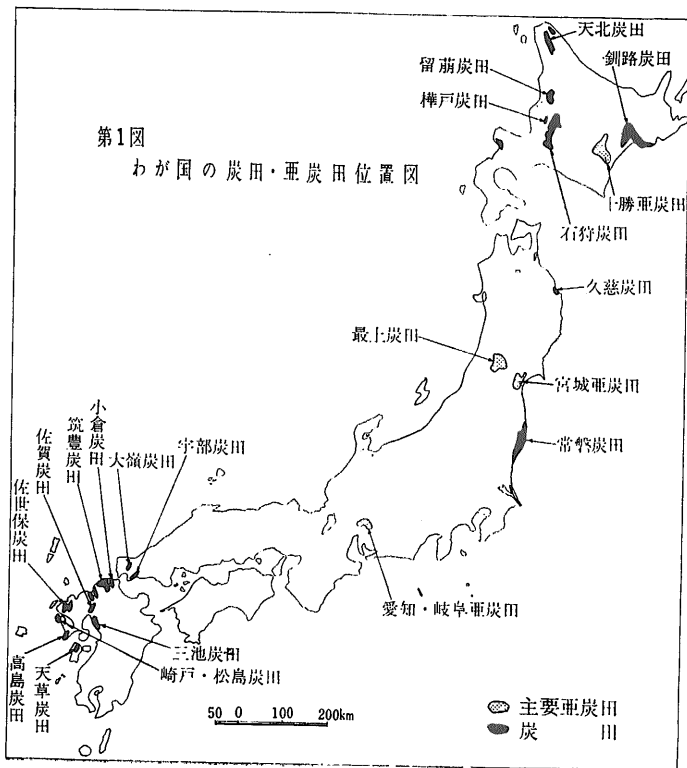 第1図
わが国の炭田・亜炭田位置図
天北炭田
釧路炭田
留萠炭田
樺戸炭田
十勝亜炭田
石狩炭田
久慈炭田
最上炭田
宮城亜炭田
常磐炭田
愛知・岐阜亜炭田
宇部炭田
大嶺炭田
小倉炭田
筑豊炭田
佐賀炭田
佐世保炭田
三池炭田
崎戸・松島炭田
天草炭田
高島炭田
50 0 100 200km
主要亜炭田
炭 田